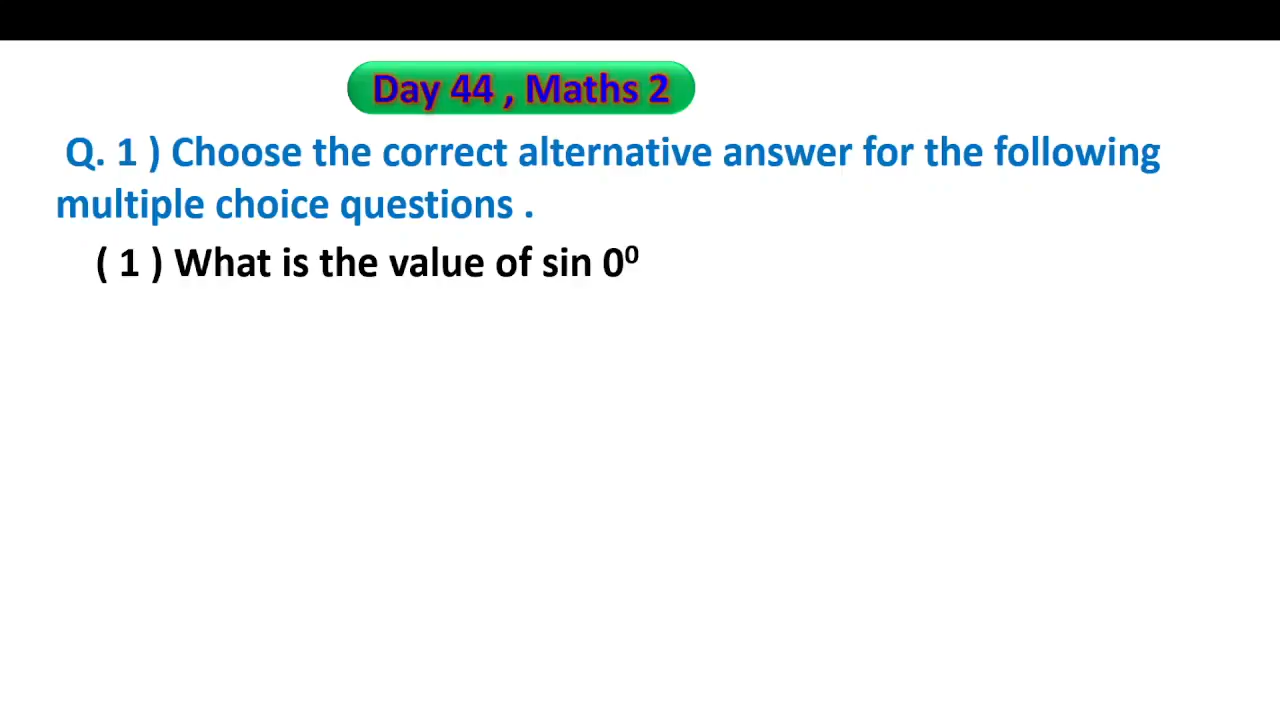 Day 44 , Maths 2
Q. 1 ) Choose the correct alternative answer for the following
multiple choice questions .
( 1 ) What is the value of sin 0⁰